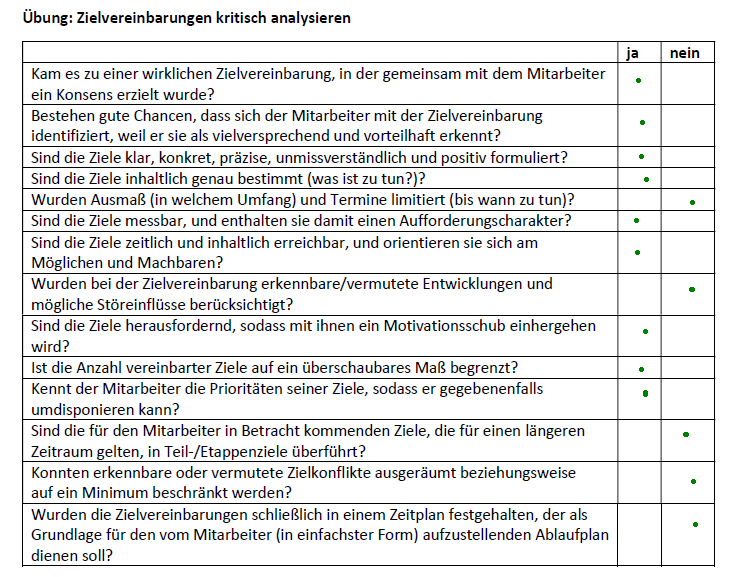 Übung: Zielvereinbarungen kritisch analysieren
ja nein
Kam es zu einer wirklichen Zielvereinbarung, in der gemeinsam mit dem Mitarbeiter
ein Konsens erzielt wurde?
Bestehen gute Chancen, dass sich der Mitarbeiter mit der Zielvereinbarung
identifiziert, weil er sie als vielversprechend und vorteilhaft erkennt?
Sind die Ziele klar, konkret, präzise, unmissverständlich und positiv formuliert?
Sind die Ziele inhaltlich genau bestimmt (was ist zu tun?)?
Wurden Ausmaß (in welchem Umfang) und Termine limitiert (bis wann zu tun)?
Sind die Ziele messbar, und enthalten sie damit einen Aufforderungscharakter?
Sind die Ziele zeitlich und inhaltlich erreichbar, und orientieren sie sich am
Möglichen und Machbaren?
Wurden bei der Zielvereinbarung erkennbare/vermutete Entwicklungen und
mögliche Störeinflüsse berücksichtigt?
Sind die Ziele herausfordernd, sodass mit ihnen ein Motivationsschub einhergehen
wird?
Ist die Anzahl vereinbarter Ziele auf ein überschaubares Maß begrenzt?
Kennt der Mitarbeiter die Prioritäten seiner Ziele, sodass er gegebenenfalls
umdisponieren kann?
Sind die für den Mitarbeiter in Betracht kommenden Ziele, die für einen längeren
Zeitraum gelten, in Teil-/Etappenziele überführt?
Konnten erkennbare oder vermutete Zielkonflikte ausgeräumt beziehungsweise
auf ein Minimum beschränkt werden?
Wurden die Zielvereinbarungen schließlich in einem Zeitplan festgehalten, der als
Grundlage für den vom Mitarbeiter (in einfachster Form) aufzustellenden Ablaufplan
dienen soll?